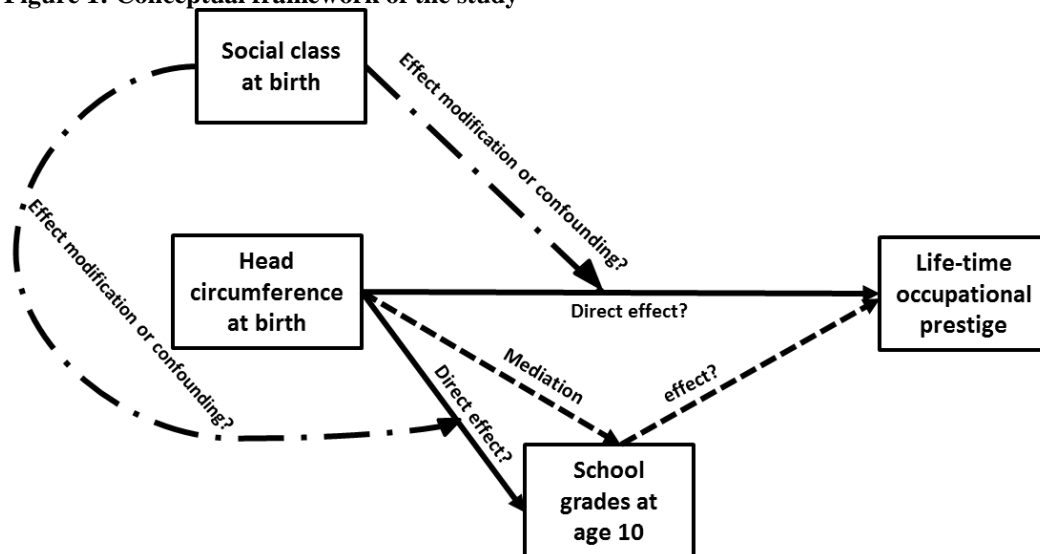 Figure 1: Conceptual framework of the study
Social class
at birth
Effect modification or confounding?
Effect modification or confounding?
Head
circumference
at birth
Direct effect?
Life-time
occupational
prestige
Mediation
effect?
Direct effect?
School
grades at
age 10